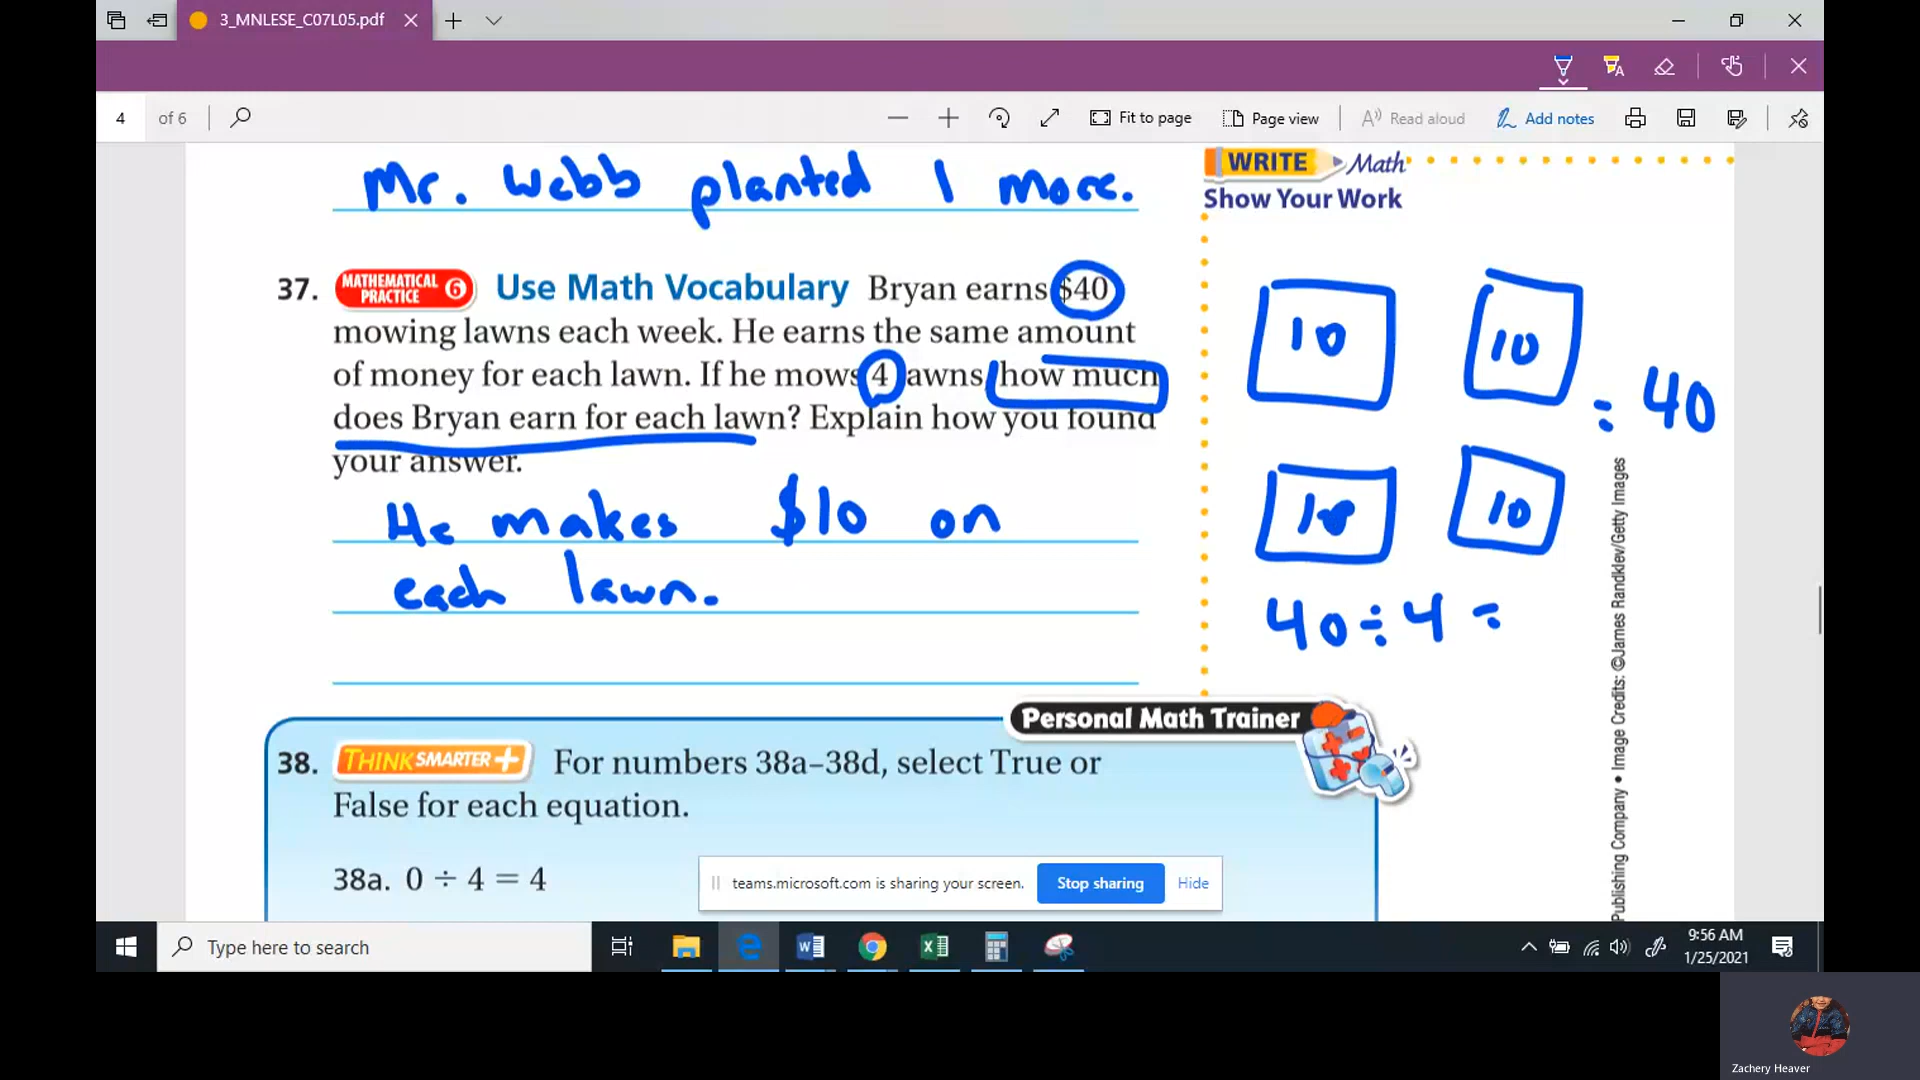 3_MNLESE_C07L05.pdf
4 of 6 Fit to page Page view Read aloud Add notes
Mr. Webb planted 1 more.
WRITE Math
Show Your Work
37. MATHEMATICAL PRACTICE 6 Use Math Vocabulary Bryan earns $40
mowing lawns each week. He earns the same amount
of money for each lawn. If he mows 4 lawns, how much
does Bryan earn for each lawn? Explain how you found
your answer.
He makes $10 on
each lawn.
10 10
= 40
10 10
40 ÷ 4 =
Publishing Company • Image Credits: ©James Randklev/Getty Images
Personal Math Trainer
38. THINK SMARTER + For numbers 38a–38d, select True or
False for each equation.
38a. 0 ÷ 4 = 4
teams.microsoft.com is sharing your screen. Stop sharing Hide
Type here to search
9:56 AM
1/25/2021
Zachery Heaver